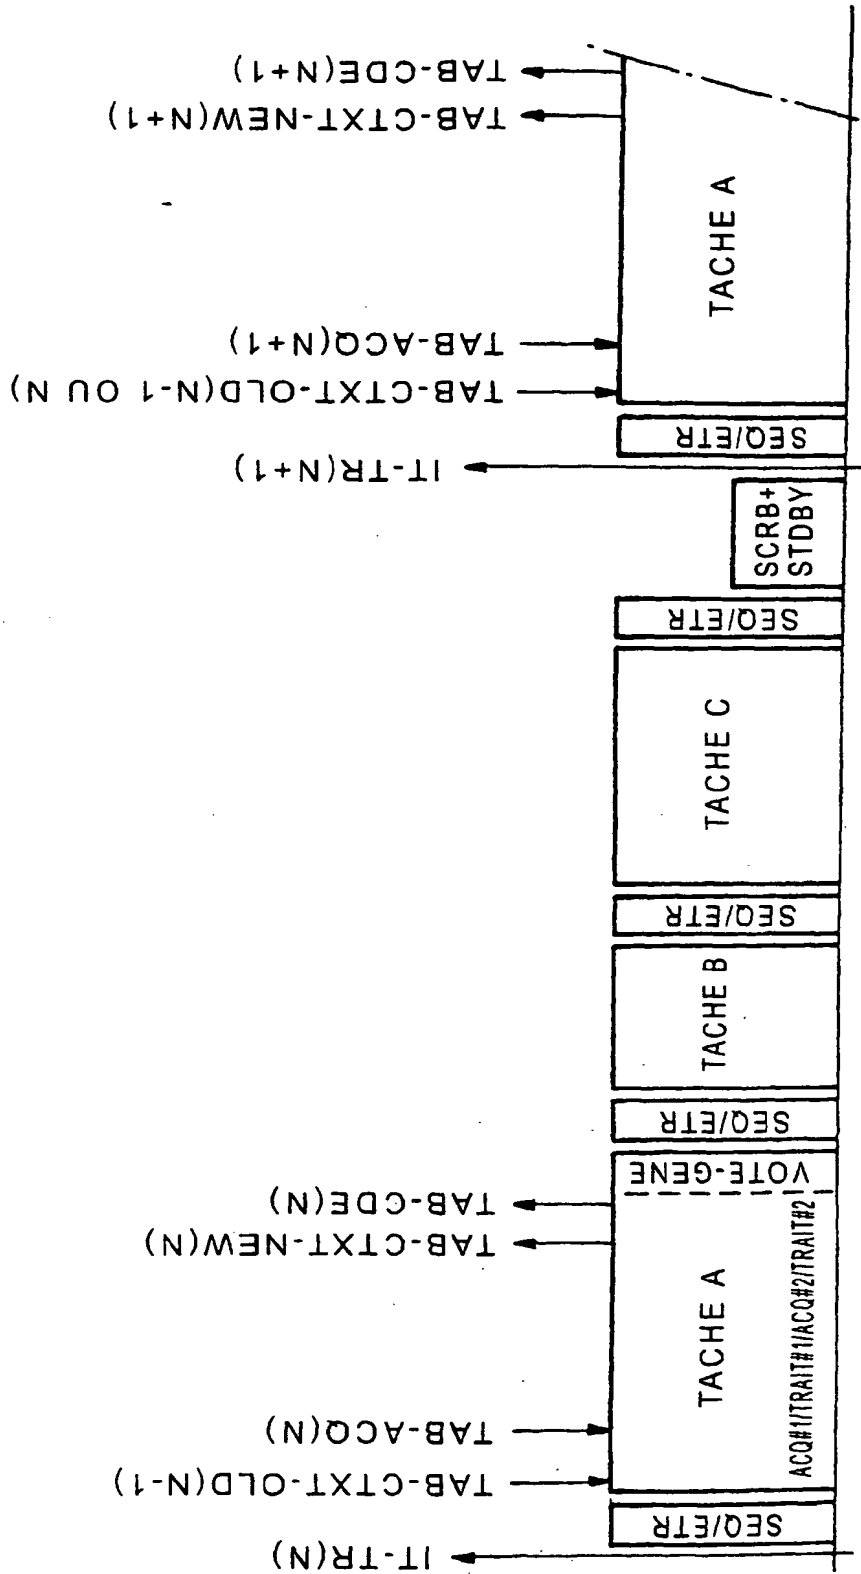 IT-TR(N)
SEQ/ETR
TAB-CTXT-OLD(N-1)
TAB-ACQ(N)
TACHE A
ACQ#1/TRAIT#1/ACQ#2/TRAIT#2
TAB-CTXT-NEW(N)
TAB-CDE(N)
VOTE-GENE
SEQ/ETR
TACHE B
SEQ/ETR
TACHE C
SEQ/ETR
SCRB+
STDBY
IT-TR(N+1)
SEQ/ETR
TAB-CTXT-OLD(N-1 OU N)
TAB-ACQ(N+1)
TACHE A
TAB-CTXT-NEW(N+1)
TAB-CDE(N+1)